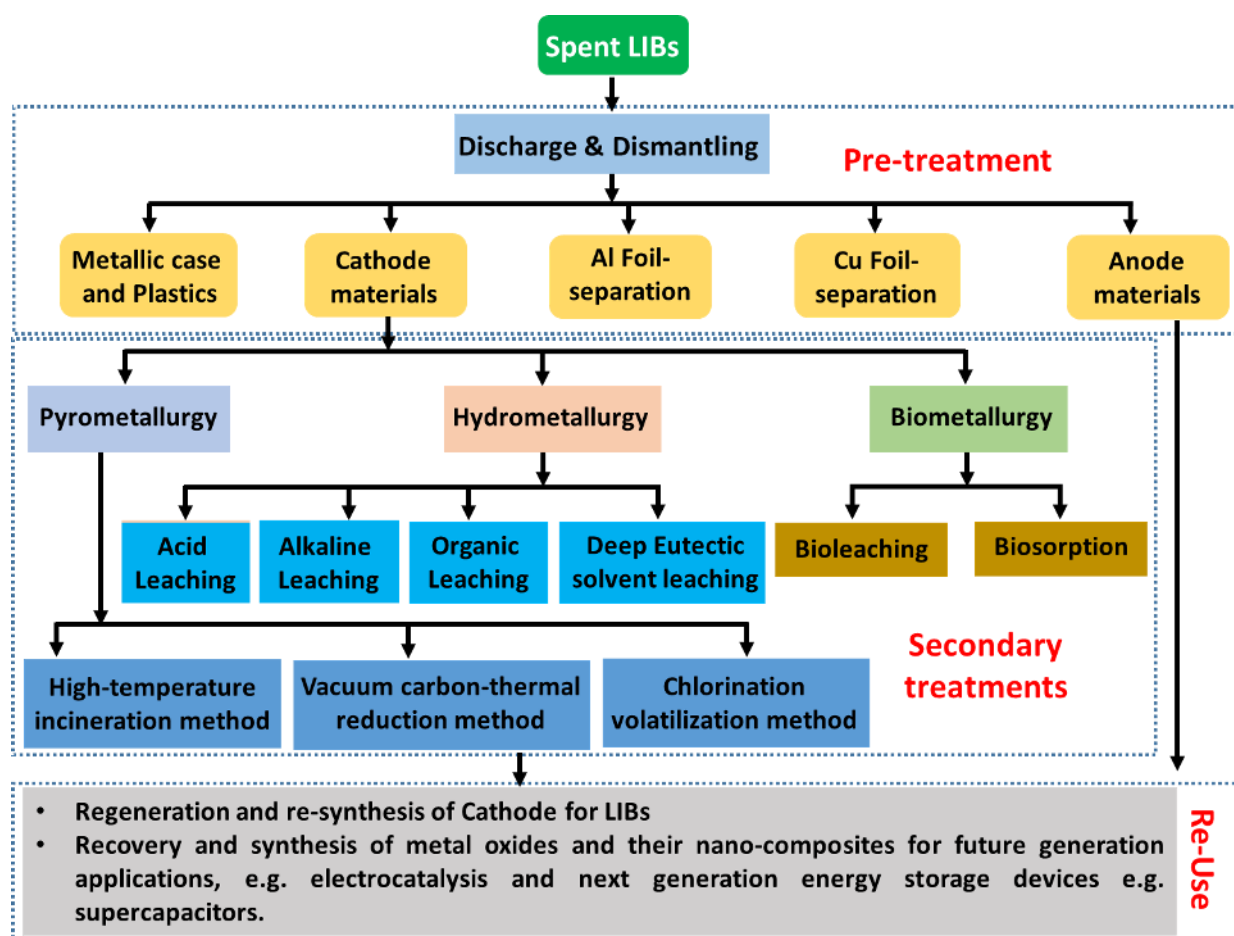 Spent LIBs
Discharge & Dismantling
Pre-treatment
Metallic case
and Plastics
Cathode
materials
Al Foil-
separation
Cu Foil-
separation
Anode
materials
Pyrometallurgy
Hydrometallurgy
Biometallurgy
Acid
Leaching
Alkaline
Leaching
Organic
Leaching
Deep Eutectic
solvent leaching
Bioleaching
Biosorption
Secondary
treatments
High-temperature
incineration method
Vacuum carbon-thermal
reduction method
Chlorination
volatilization method
• Regeneration and re-synthesis of Cathode for LIBs
• Recovery and synthesis of metal oxides and their nano-composites for future generation
applications, e.g. electrocatalysis and next generation energy storage devices e.g.
supercapacitors.
Re-Use